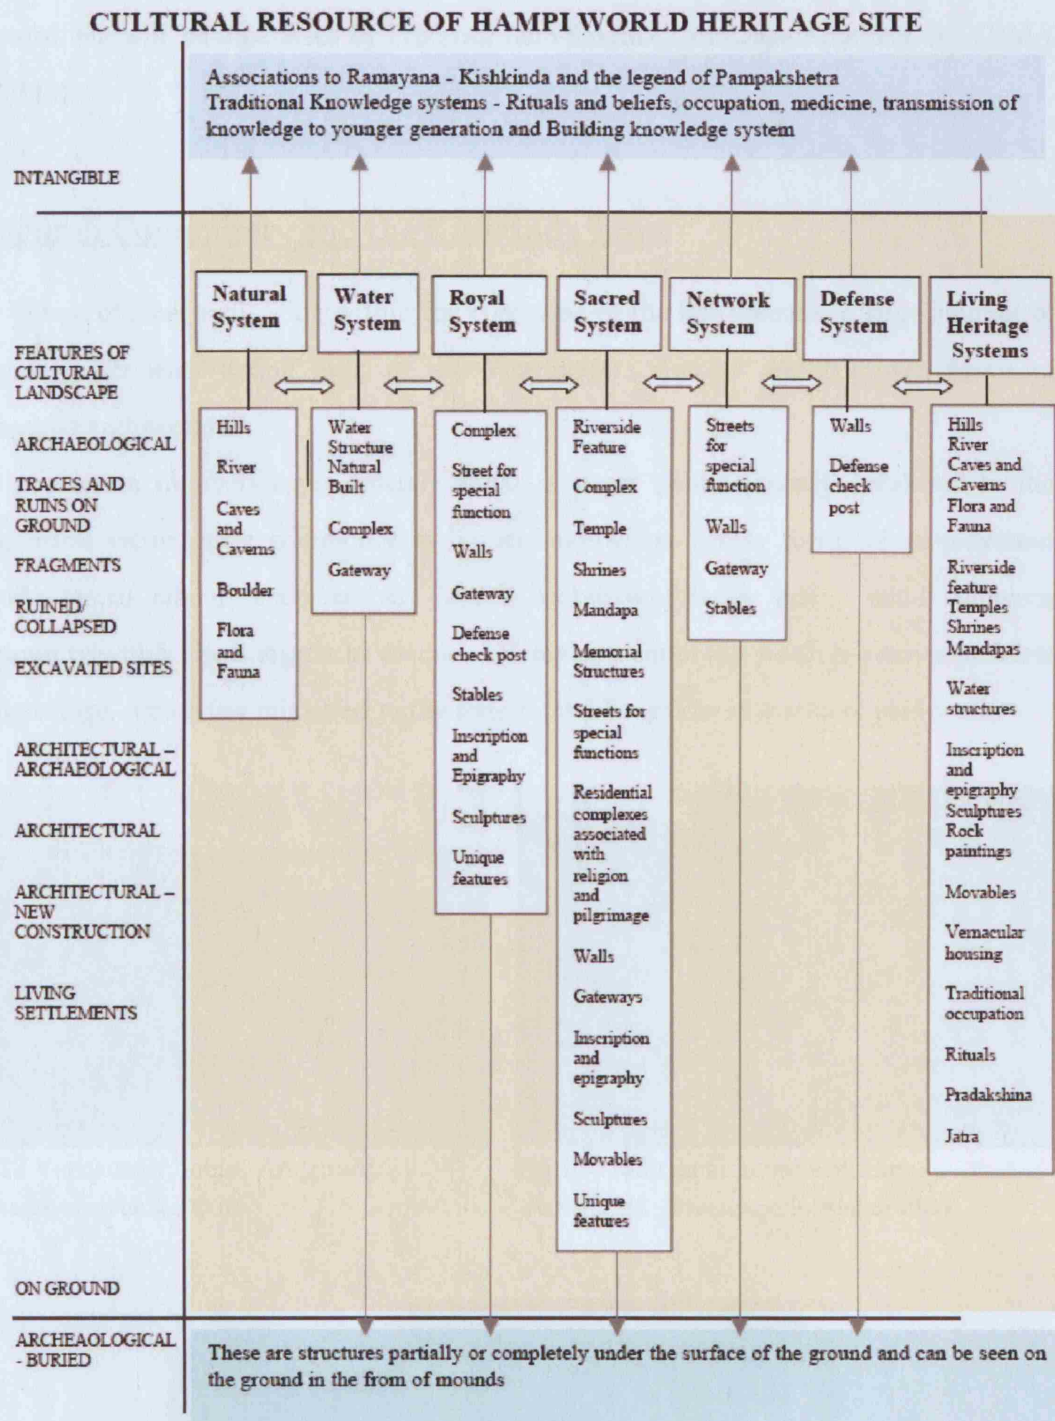 CULTURAL RESOURCE OF HAMPI WORLD HERITAGE SITE
Associations to Ramayana - Kishkinda and the legend of Pampakshetra
Traditional Knowledge systems - Rituals and beliefs, occupation, medicine, transmission of
knowledge to younger generation and Building knowledge system
INTANGIBLE
FEATURES OF
CULTURAL
LANDSCAPE
ARCHAEOLOGICAL
TRACES AND
RUINS ON
GROUND
FRAGMENTS
RUINED/
COLLAPSED
EXCAVATED SITES
ARCHITECTURAL –
ARCHAEOLOGICAL
ARCHITECTURAL
ARCHITECTURAL –
NEW
CONSTRUCTION
LIVING
SETTLEMENTS
Natural
System
Hills
River
Caves
and
Caverns
Boulder
Flora
and
Fauna
Water
System
Water
Structure
Natural
Built
Complex
Gateway
Royal
System
Complex
Street for
special
function
Walls
Gateway
Defense
check post
Stables
Inscription
and
Epigraphy
Sculptures
Unique
features
Sacred
System
Riverside
Feature
Complex
Temple
Shrines
Mandapa
Memorial
Structures
Streets for
special
functions
Residential
complexes
associated
with
religion
and
pilgrimage
Walls
Gateways
Inscription
and
epigraphy
Sculptures
Movables
Unique
features
Network
System
Streets
for
special
function
Walls
Gateway
Stables
Defense
System
Walls
Defense
check
post
Living
Heritage
Systems
Hills
River
Caves and
Caverns
Flora and
Fauna
Riverside
feature
Temples
Shrines
Mandapas
Water
structures
Inscription
and
epigraphy
Sculptures
Rock
paintings
Movables
Vernacular
housing
Traditional
occupation
Rituals
Pradakshina
Jatra
ON GROUND
ARCHEAOLOGICAL
- BURIED
These are structures partially or completely under the surface of the ground and can be seen on
the ground in the from of mounds